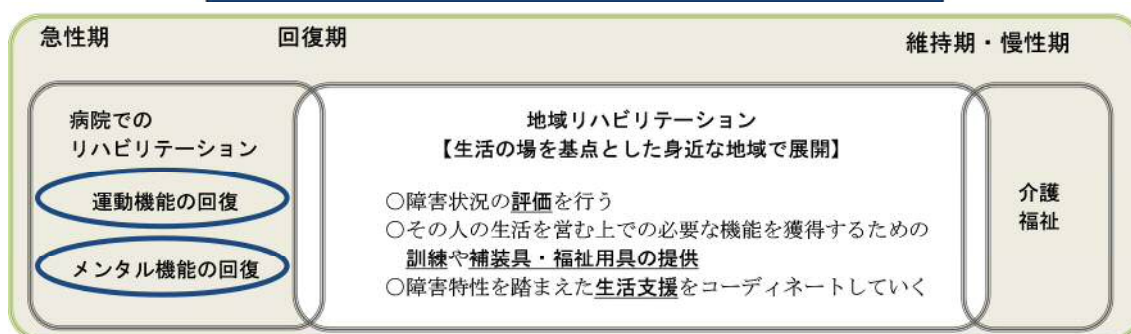 急性期
回復期
維持期・慢性期
病院での
リハビリテーション
運動機能の回復
メンタル機能の回復
地域リハビリテーション
【生活の場を基点とした身近な地域で展開】
○障害状況の評価を行う
○その人の生活を営む上での必要な機能を獲得するための
訓練や補装具・福祉用具の提供
○障害特性を踏まえた生活支援をコーディネートしていく
介護
福祉